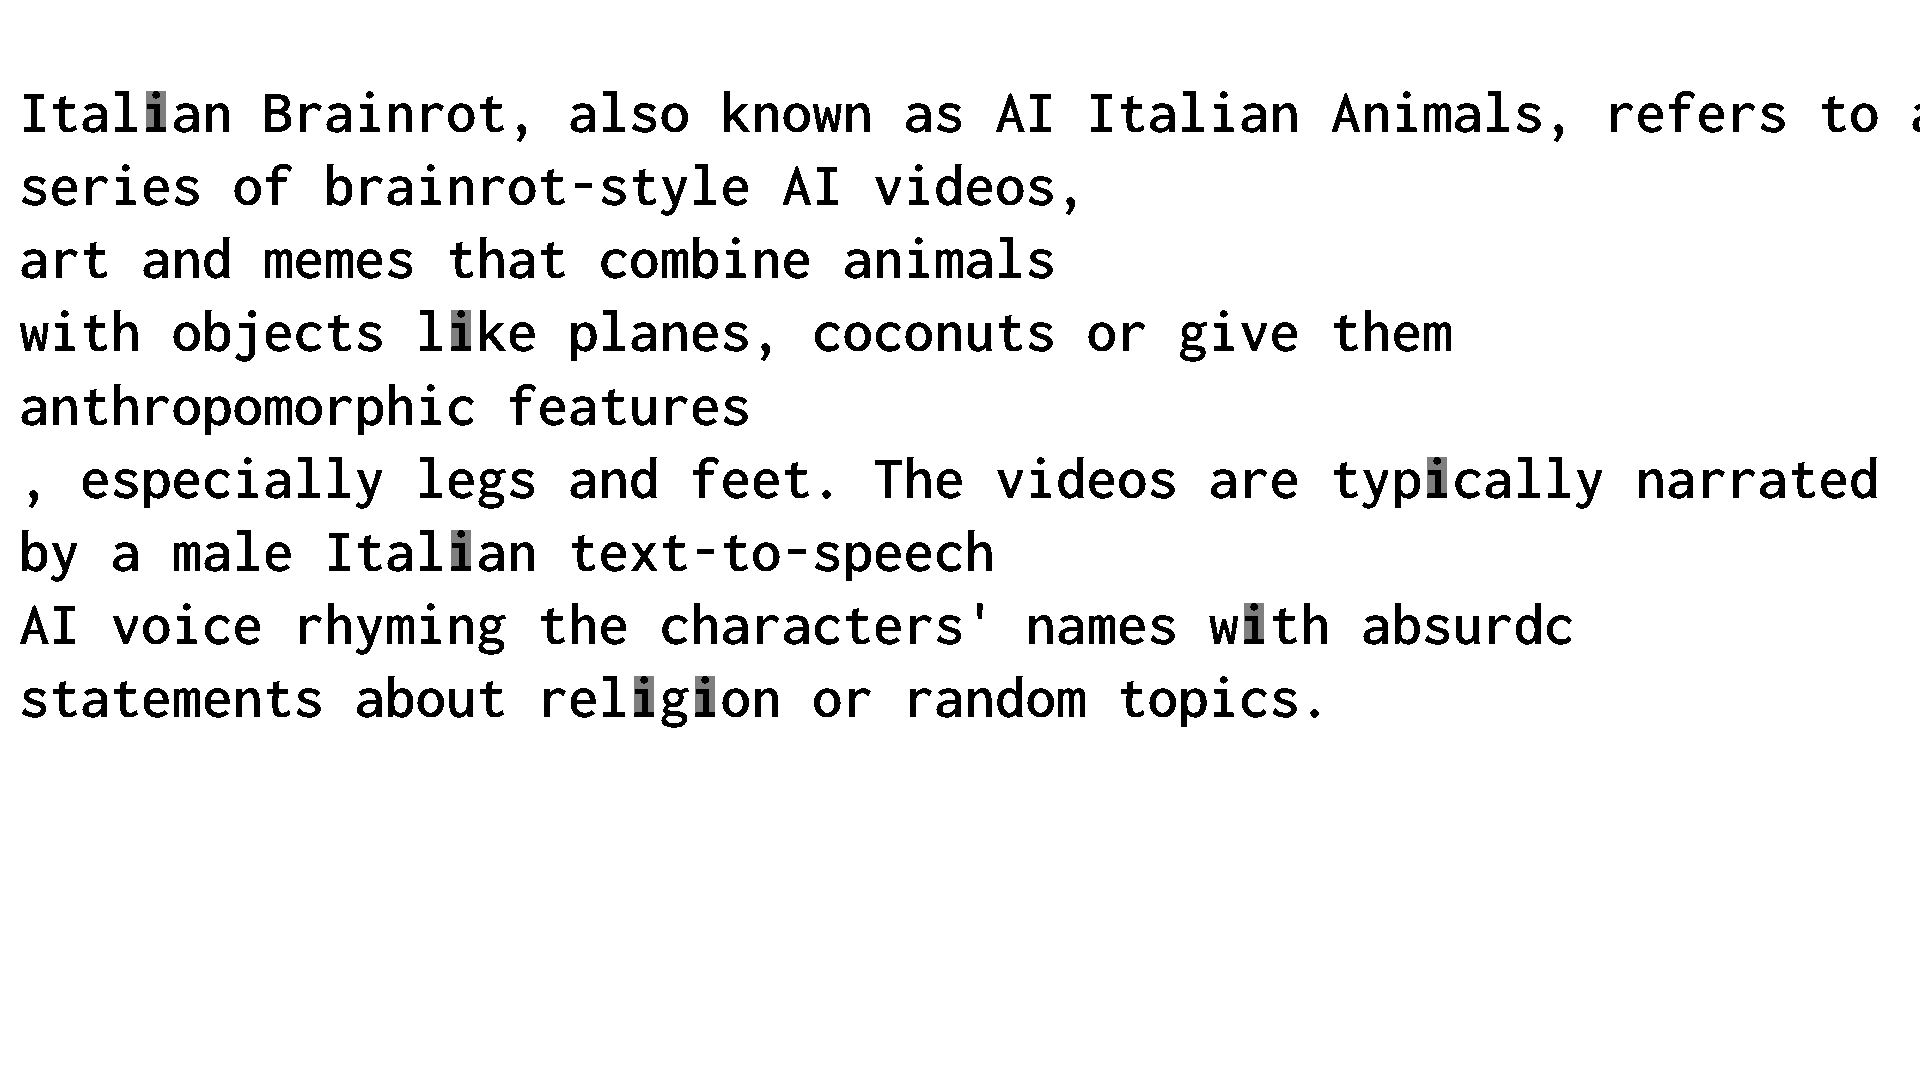 Italian Brainrot, also known as AI Italian Animals, refers to a
series of brainrot-style AI videos,
art and memes that combine animals
with objects like planes, coconuts or give them
anthropomorphic features
, especially legs and feet. The videos are typically narrated
by a male Italian text-to-speech
AI voice rhyming the characters' names with absurdc
statements about religion or random topics.